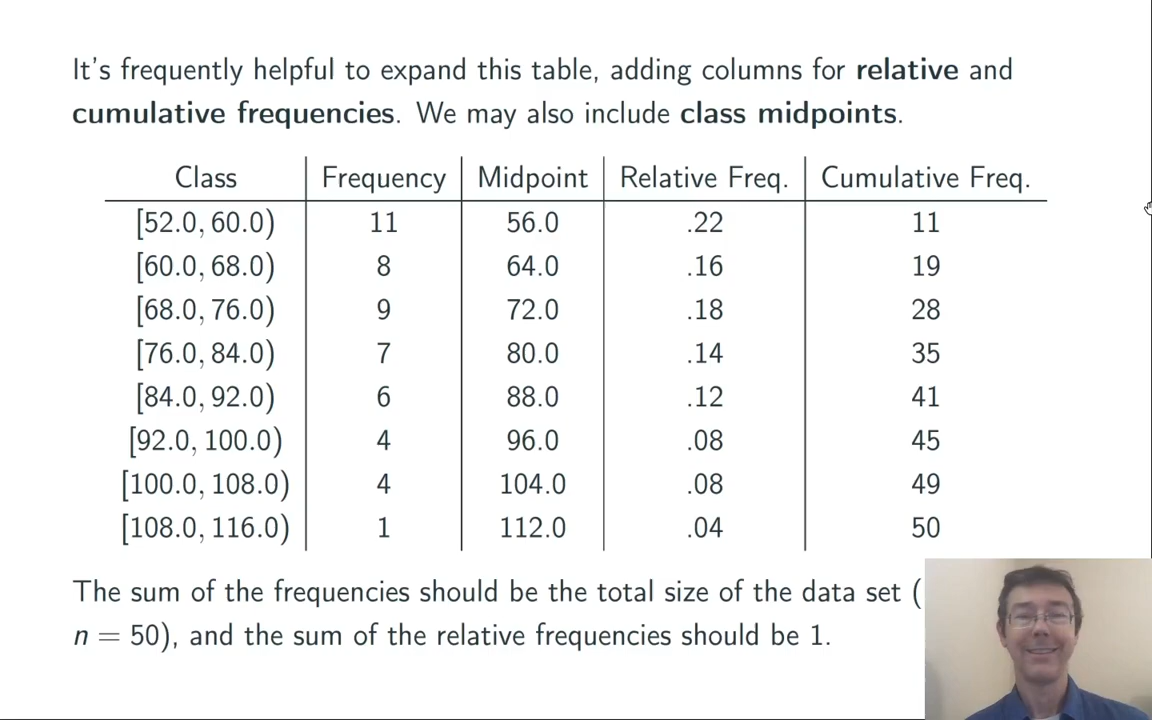 It's frequently helpful to expand this table, adding columns for relative and
cumulative frequencies. We may also include class midpoints.
Class Frequency Midpoint Relative Freq. Cumulative Freq.
[52.0, 60.0) 11 56.0 .22 11
[60.0, 68.0) 8 64.0 .16 19
[68.0, 76.0) 9 72.0 .18 28
[76.0, 84.0) 7 80.0 .14 35
[84.0, 92.0) 6 88.0 .12 41
[92.0, 100.0) 4 96.0 .08 45
[100.0, 108.0) 4 104.0 .08 49
[108.0, 116.0) 1 112.0 .04 50
The sum of the frequencies should be the total size of the data set (
n = 50), and the sum of the relative frequencies should be 1.